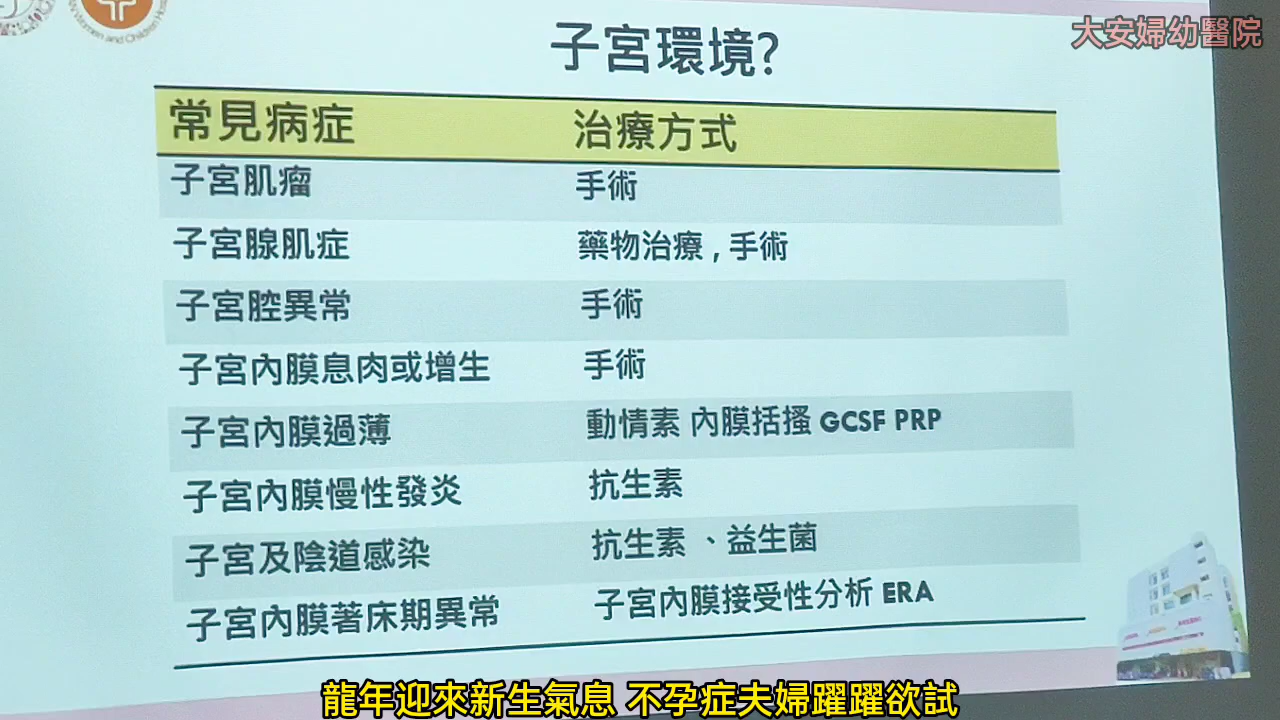 大安婦幼醫院
Women and Children Hos
子宮環境?
常見病症 治療方式
子宮肌瘤 手術
子宮腺肌症 藥物治療 , 手術
子宮腔異常 手術
子宮內膜息肉或增生 手術
子宮內膜過薄 動情素 內膜括搔 GCSF PRP
子宮內膜慢性發炎 抗生素
子宮及陰道感染 抗生素 、益生菌
子宮內膜著床期異常 子宮內膜接受性分析 ERA
龍年迎來新生氣息 不孕症夫婦躍躍欲試